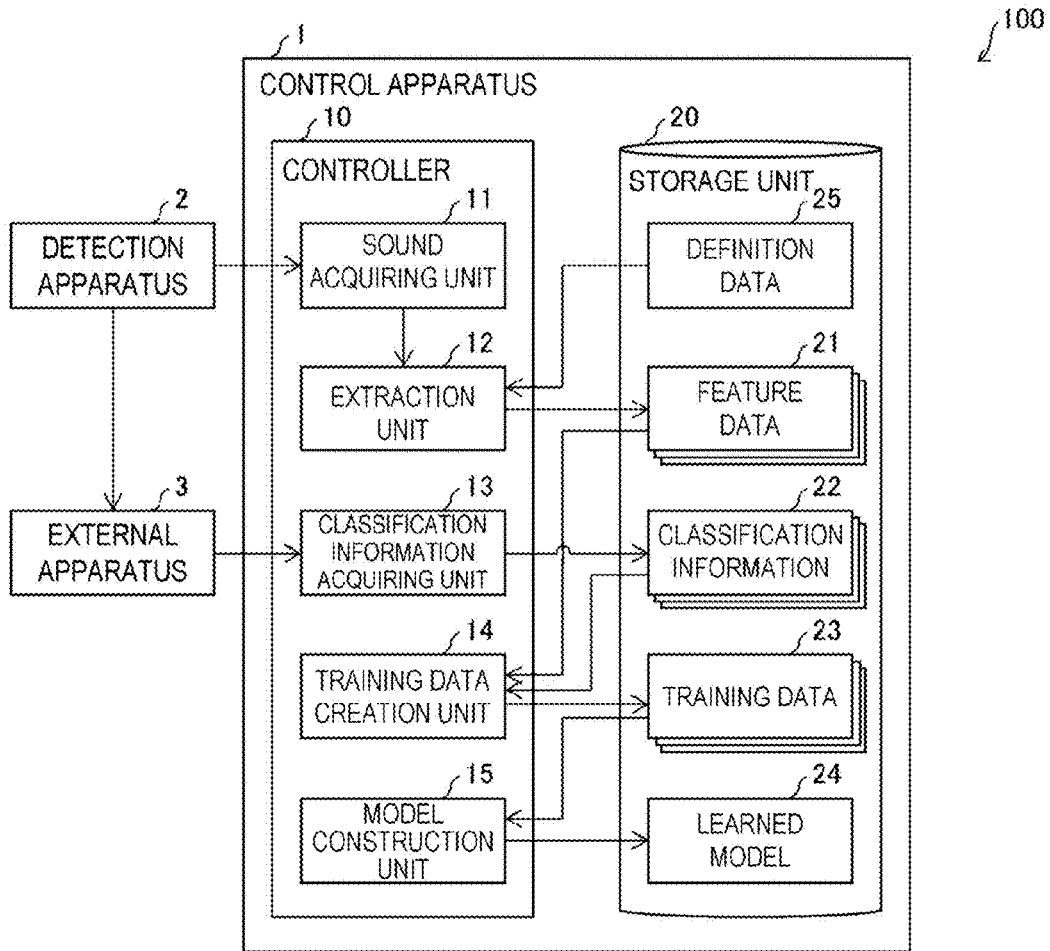 100
1
CONTROL APPARATUS
10
CONTROLLER
20
STORAGE UNIT
2
DETECTION
APPARATUS
11
SOUND
ACQUIRING UNIT
25
DEFINITION
DATA
12
EXTRACTION
UNIT
21
FEATURE
DATA
3
EXTERNAL
APPARATUS
13
CLASSIFICATION
INFORMATION
ACQUIRING UNIT
22
CLASSIFICATION
INFORMATION
14
TRAINING DATA
CREATION UNIT
23
TRAINING DATA
15
MODEL
CONSTRUCTION
UNIT
24
LEARNED
MODEL